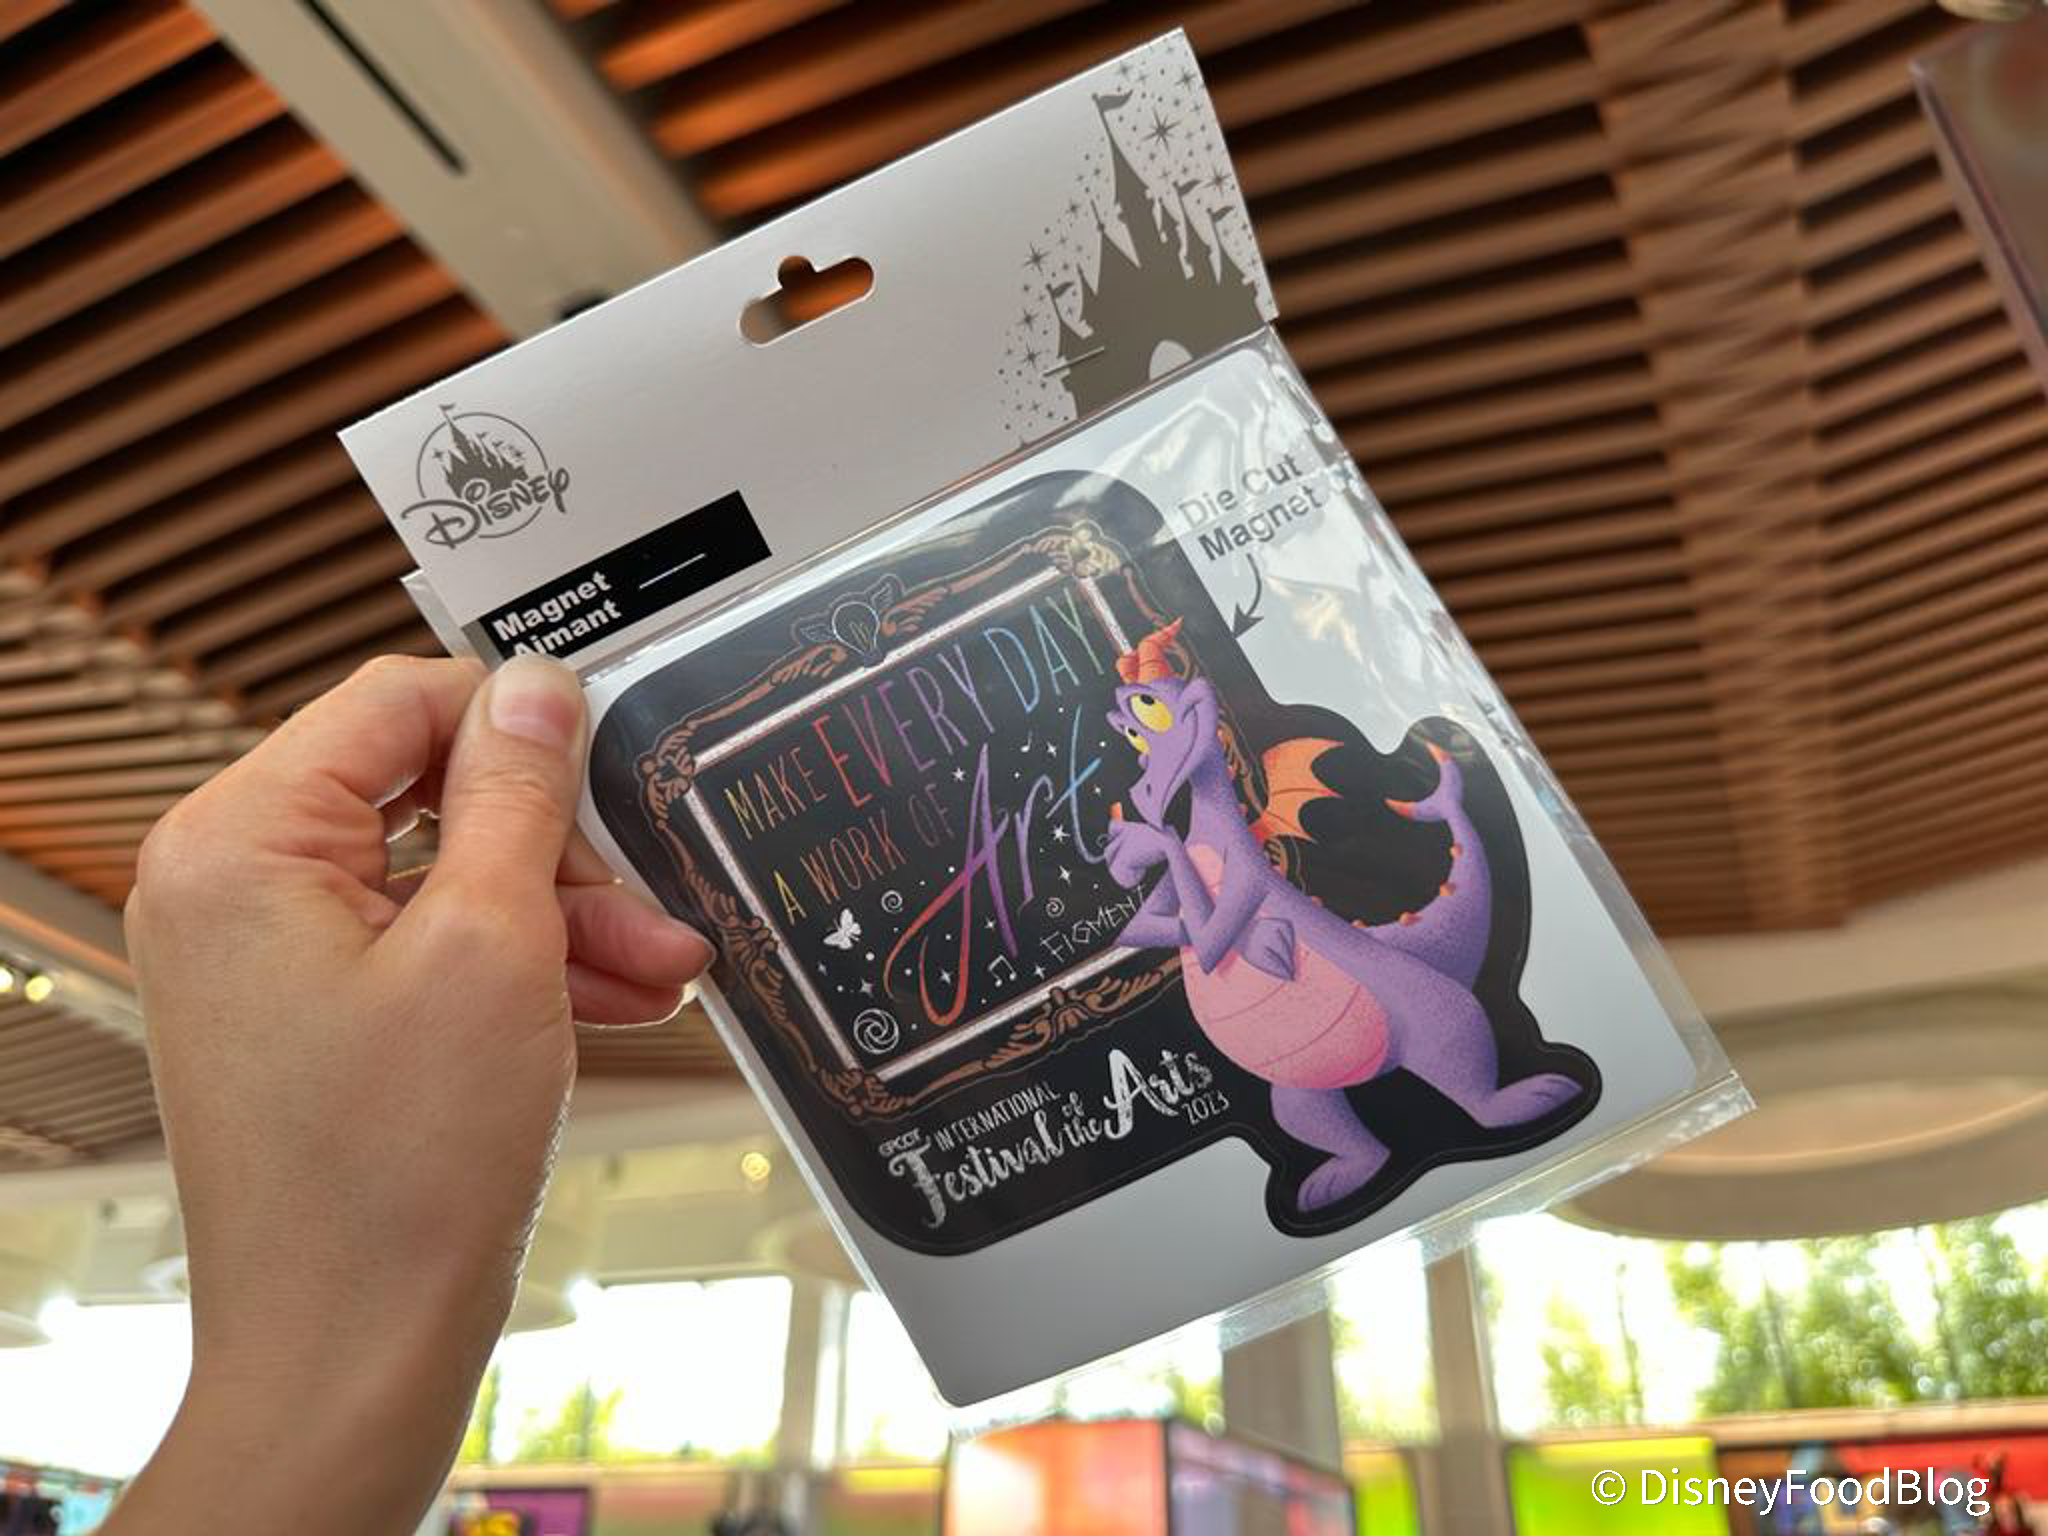 Disney
Magnet
Aimant
Die Cut
Magnet
MAKE EVERY DAY
A WORK OF Art
FIGMENT
EPCOT INTERNATIONAL
Festival of the Arts
2023
© DisneyFoodBlog